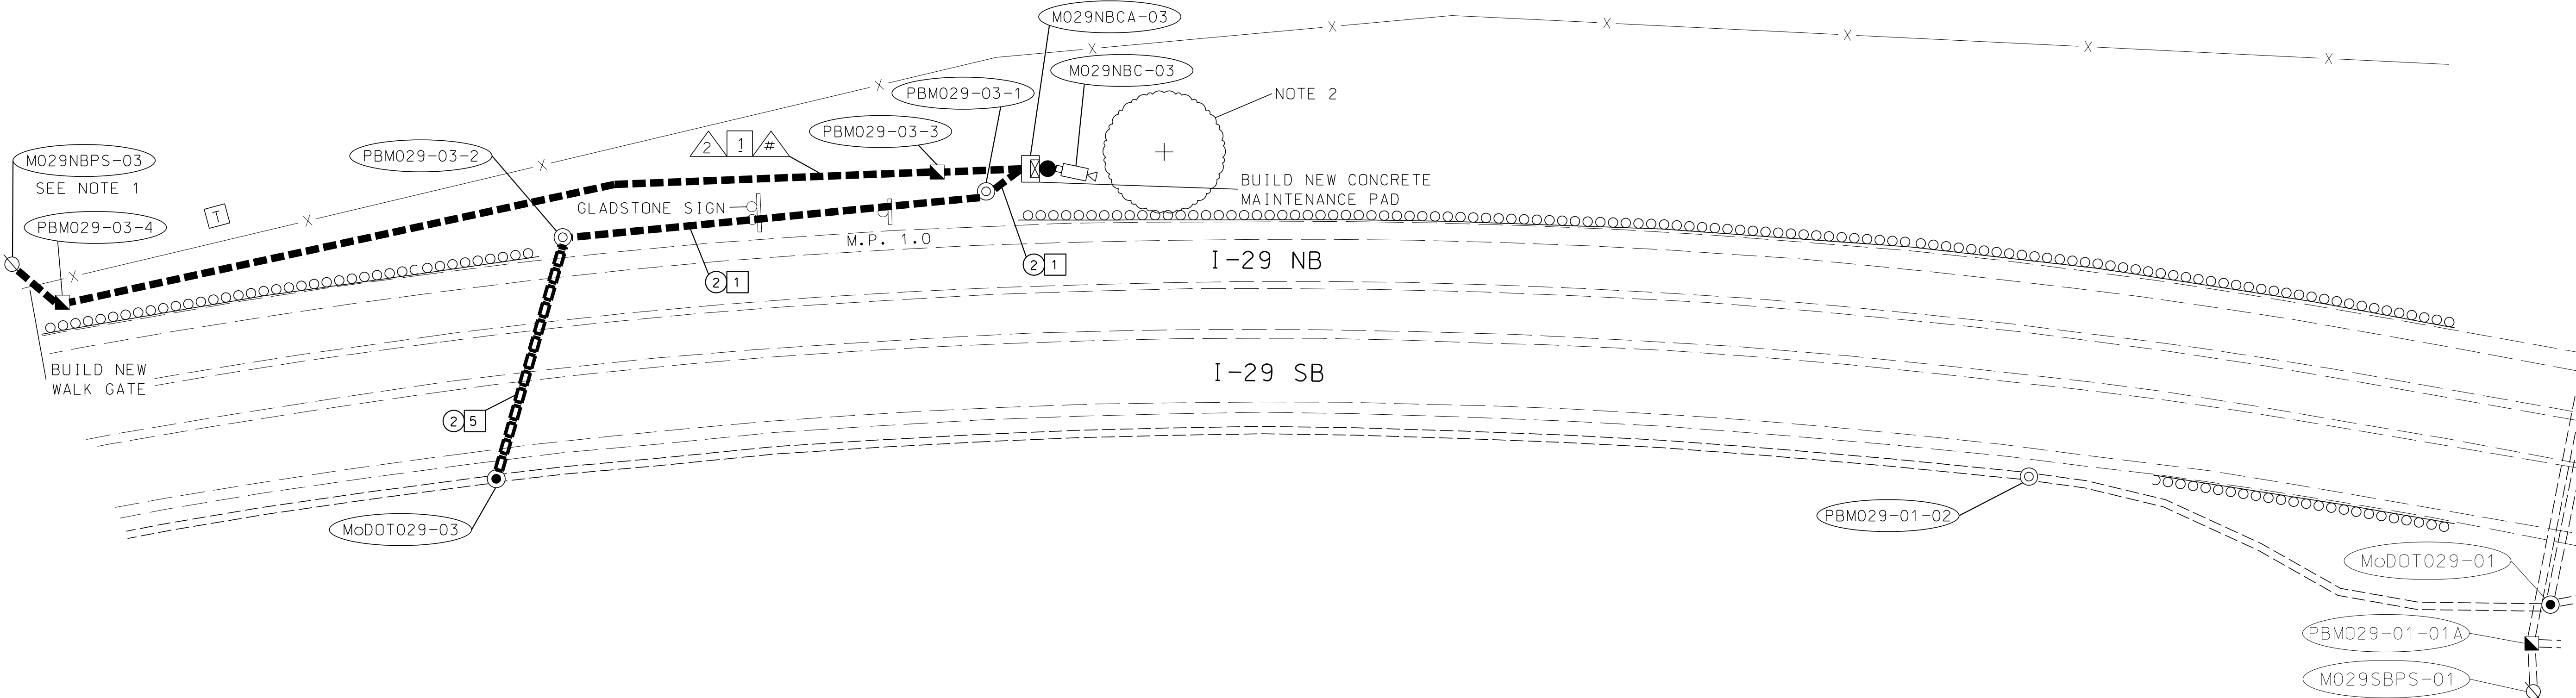 M029NBCA-03
M029NBC-03
PBM029-03-1
NOTE 2
PBM029-03-3
2 1 #
PBM029-03-2
M029NBPS-03
SEE NOTE 1
BUILD NEW CONCRETE
MAINTENANCE PAD
T
GLADSTONE SIGN
PBM029-03-4
M.P. 1.0
I-29 NB
2 1
2 1
BUILD NEW
WALK GATE
I-29 SB
2 5
PBM029-01-02
MoDOT029-03
MoDOT029-01
PBM029-01-01A
M029SBPS-01